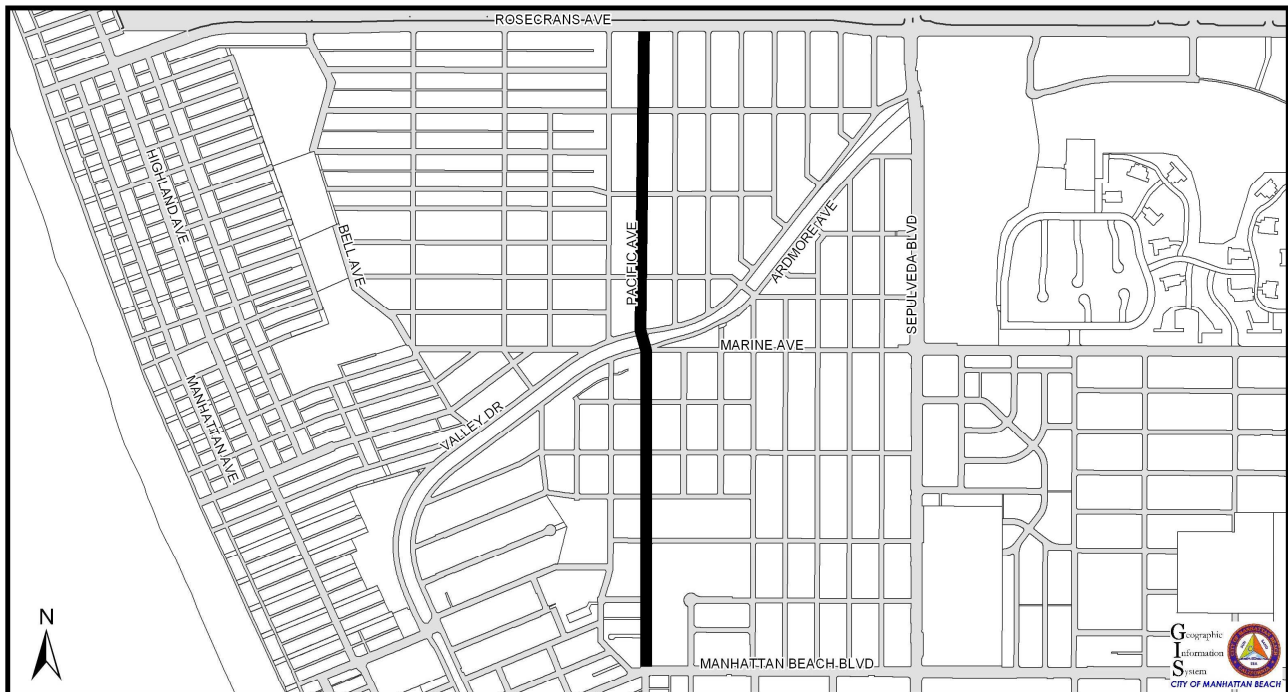 ROSECRANS AVE
HIGHLAND AVE
BELL AVE
PACIFIC AVE
ARDMORE AVE
SEPULVEDA BLVD
MARINE AVE
MANHATTAN AVE
VALLEY DR
N
MANHATTAN BEACH BLVD
Geographic
Information
System
CITY OF MANHATTAN BEACH